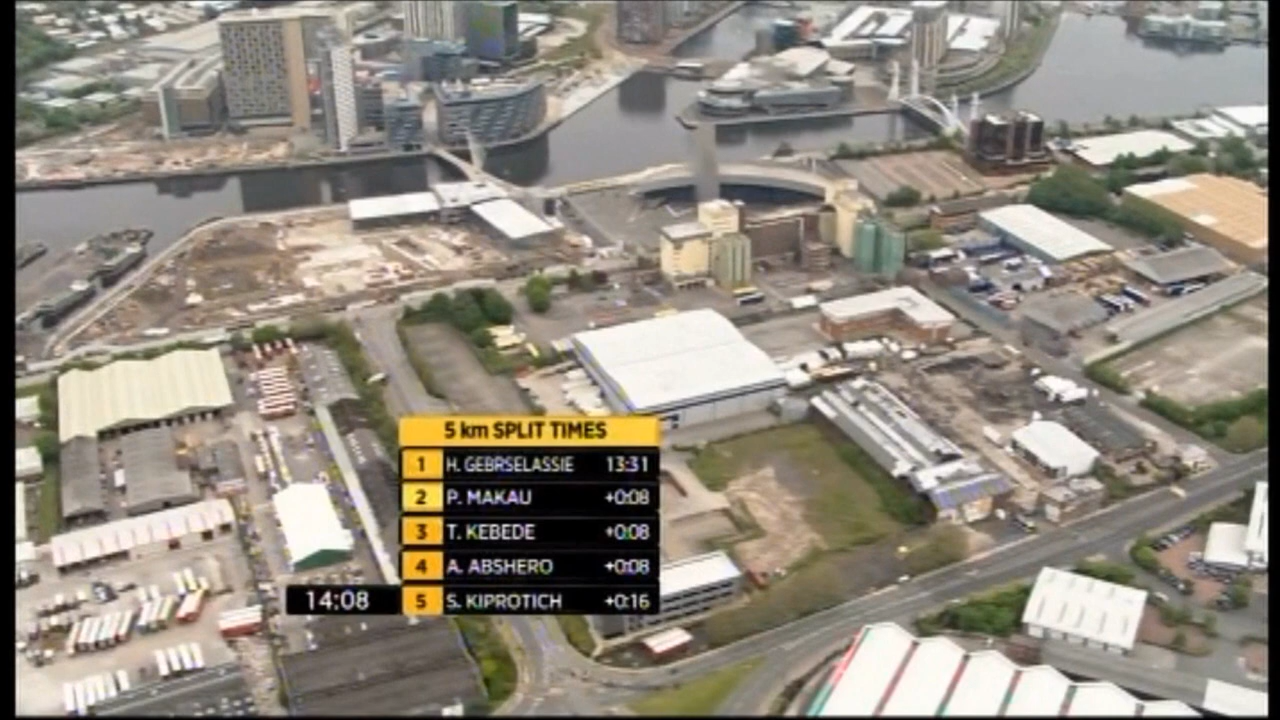 5 km SPLIT TIMES
1 H. GEBRSELASSIE 13:31
2 P. MAKAU +0:08
3 T. KEBEDE +0:08
4 A. ABSHERO +0:08
14:08 5 S. KIPROTICH +0:16